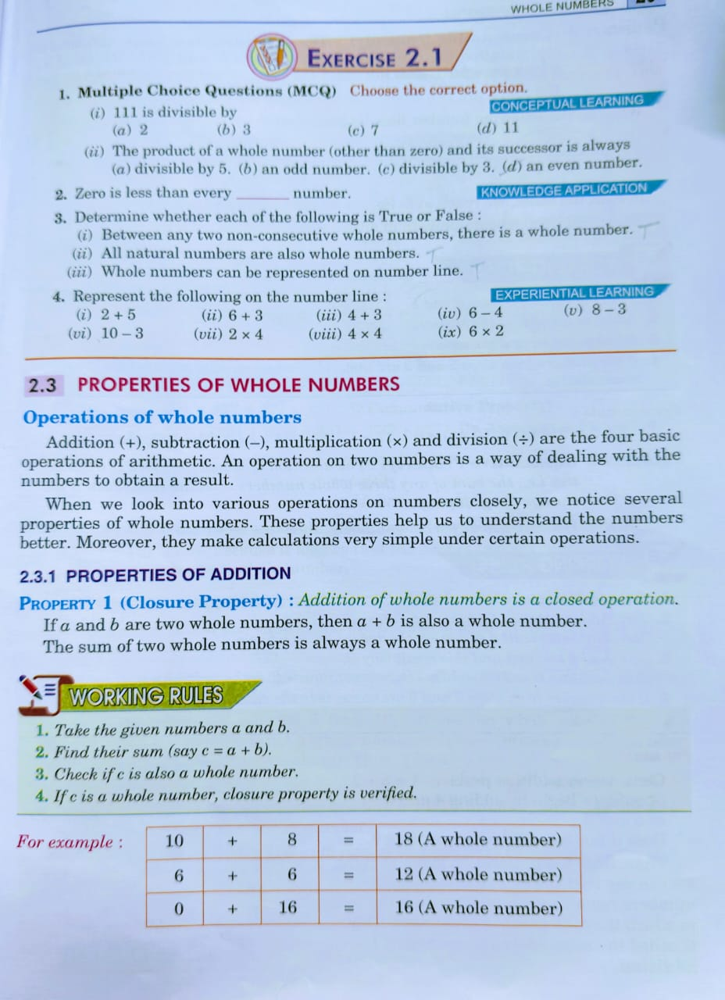 WHOLE NUMBERS
EXERCISE 2.1
1. Multiple Choice Questions (MCQ) Choose the correct option.
CONCEPTUAL LEARNING
(i) 111 is divisible by
(a) 2 (b) 3 (c) 7 (d) 11
(ii) The product of a whole number (other than zero) and its successor is always
(a) divisible by 5. (b) an odd number. (c) divisible by 3. (d) an even number.
2. Zero is less than every ______ number. KNOWLEDGE APPLICATION
3. Determine whether each of the following is True or False :
(i) Between any two non-consecutive whole numbers, there is a whole number. T
(ii) All natural numbers are also whole numbers. T
(iii) Whole numbers can be represented on number line. T
4. Represent the following on the number line : EXPERIENTIAL LEARNING
(i) 2 + 5 (ii) 6 + 3 (iii) 4 + 3 (iv) 6 – 4 (v) 8 – 3
(vi) 10 – 3 (vii) 2 × 4 (viii) 4 × 4 (ix) 6 × 2
2.3 PROPERTIES OF WHOLE NUMBERS
Operations of whole numbers
Addition (+), subtraction (–), multiplication (×) and division (÷) are the four basic
operations of arithmetic. An operation on two numbers is a way of dealing with the
numbers to obtain a result.
When we look into various operations on numbers closely, we notice several
properties of whole numbers. These properties help us to understand the numbers
better. Moreover, they make calculations very simple under certain operations.
2.3.1 PROPERTIES OF ADDITION
PROPERTY 1 (Closure Property) : Addition of whole numbers is a closed operation.
If a and b are two whole numbers, then a + b is also a whole number.
The sum of two whole numbers is always a whole number.
WORKING RULES
1. Take the given numbers a and b.
2. Find their sum (say c = a + b).
3. Check if c is also a whole number.
4. If c is a whole number, closure property is verified.
For example : 10 + 8 = 18 (A whole number)
6 + 6 = 12 (A whole number)
0 + 16 = 16 (A whole number)